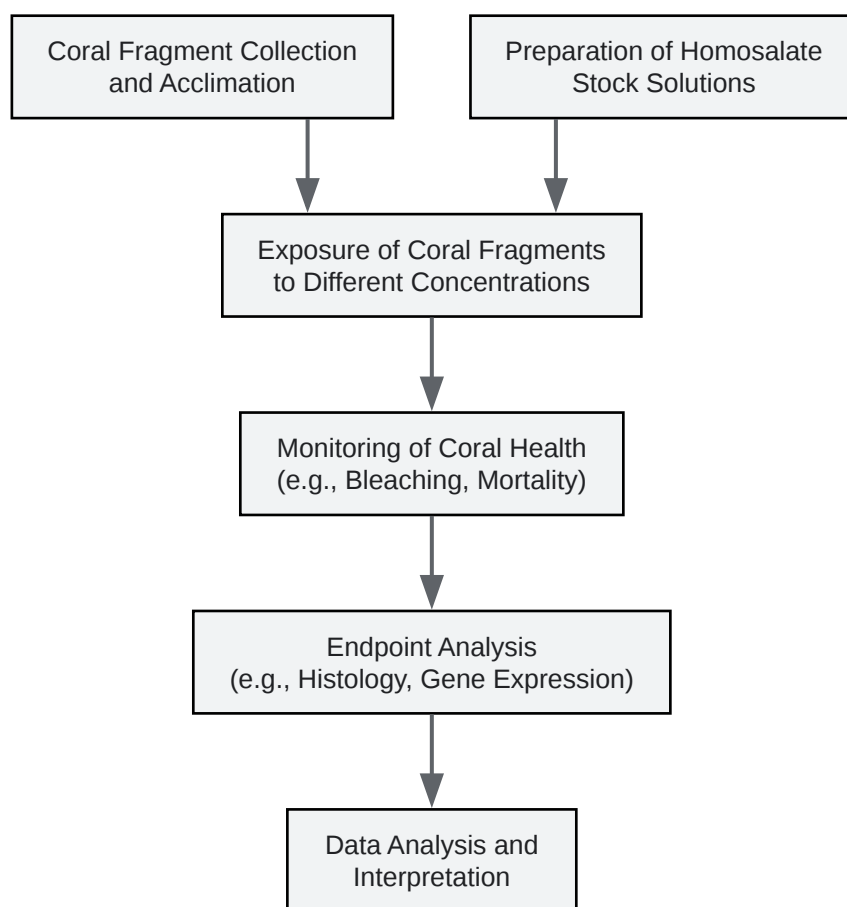 Coral Fragment Collection
and Acclimation
Preparation of Homosalate
Stock Solutions
Exposure of Coral Fragments
to Different Concentrations
Monitoring of Coral Health
(e.g., Bleaching, Mortality)
Endpoint Analysis
(e.g., Histology, Gene Expression)
Data Analysis and
Interpretation